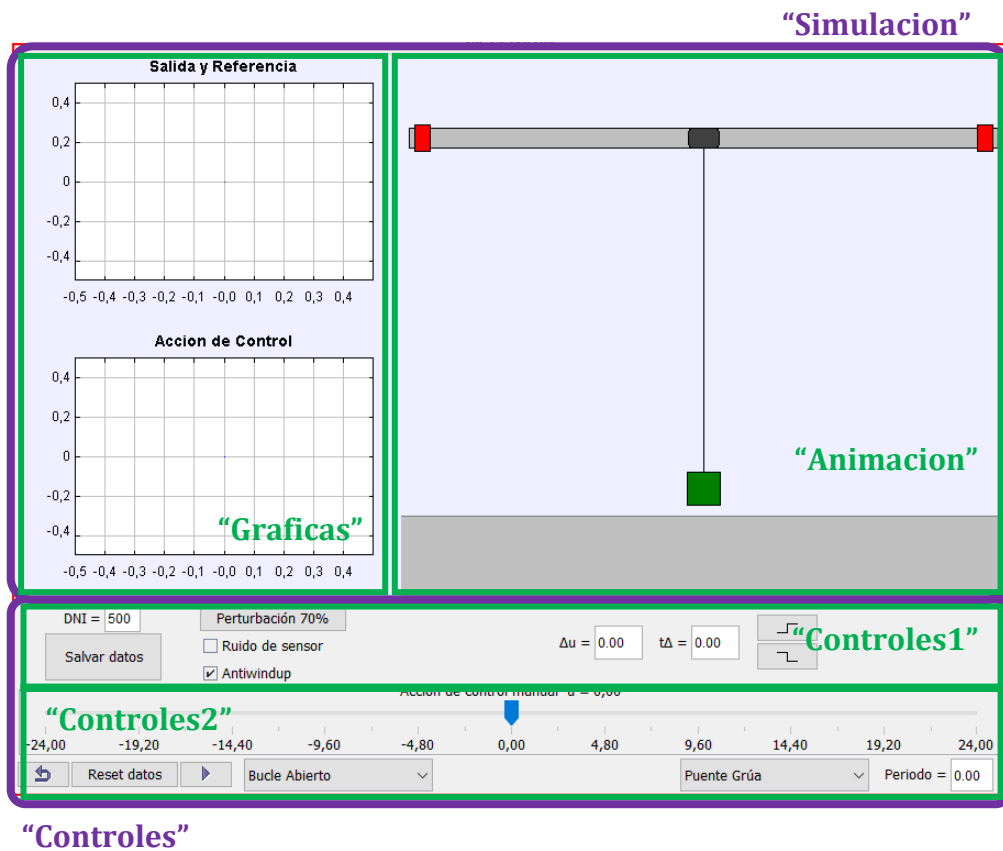 “Simulacion”
Salida y Referencia
0,4
0,2
0
-0,2
-0,4
-0,5 -0,4 -0,3 -0,2 -0,1 -0,0 0,1 0,2 0,3 0,4
Accion de Control
0,4
0,2
0
-0,2
-0,4
-0,5 -0,4 -0,3 -0,2 -0,1 -0,0 0,1 0,2 0,3 0,4
“Graficas”
“Animacion”
DNI = 500
Perturbación 70%
Salvar datos
Ruido de sensor
Antiwindup
Δu = 0.00
tΔ = 0.00
“Controles1”
Accion de control manual u = 0,00
“Controles2”
-24,00 -19,20 -14,40 -9,60 -4,80 0,00 4,80 9,60 14,40 19,20 24,00
Reset datos
Bucle Abierto
Puente Grúa
Periodo = 0.00
“Controles”